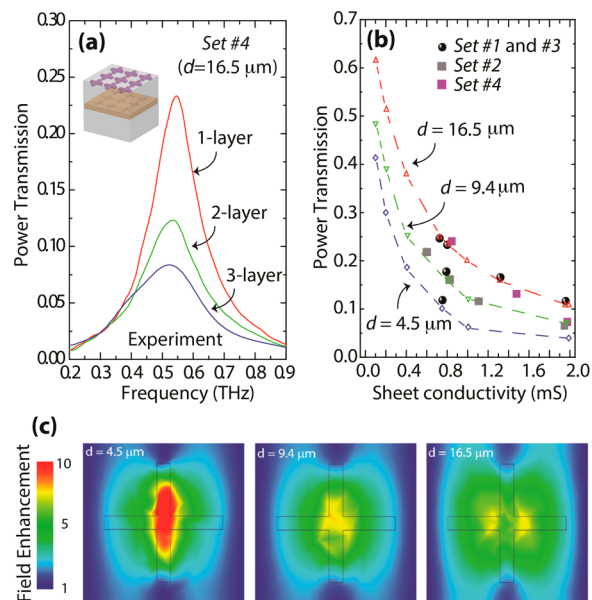 (a)
Set #4
(d=16.5 μm)
1-layer
2-layer
3-layer
Experiment
Power Transmission
0.30
0.25
0.20
0.15
0.10
0.05
0.00
0.2 0.3 0.4 0.5 0.6 0.7 0.8 0.9
Frequency (THz)
(b)
Set #1 and #3
Set #2
Set #4
d = 16.5 μm
d = 9.4 μm
d = 4.5 μm
Power Transmission
0.7
0.6
0.5
0.4
0.3
0.2
0.1
0.0
0.0 0.4 0.8 1.2 1.6 2.0
Sheet conductivity (mS)
(c)
Field Enhancement
10
5
1
d = 4.5 μm
d = 9.4 μm
d = 16.5 μm